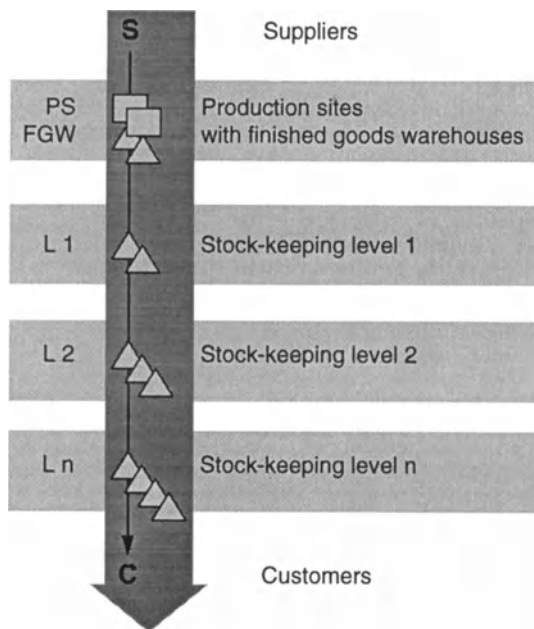 S Suppliers
PS Production sites
FGW with finished goods warehouses
L 1 Stock-keeping level 1
L 2 Stock-keeping level 2
L n Stock-keeping level n
C Customers